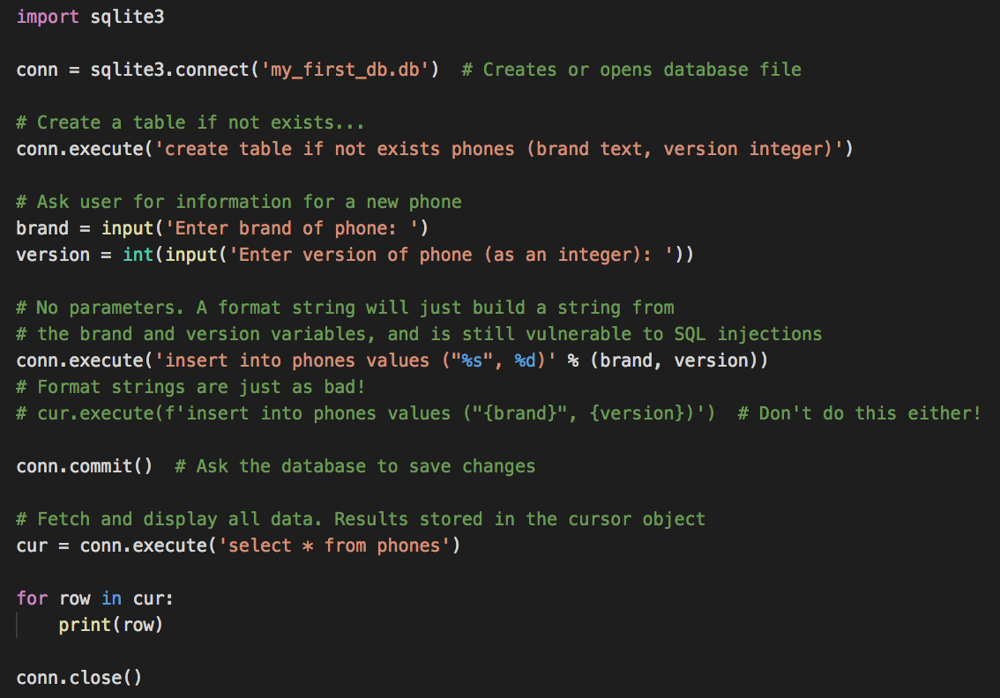 import sqlite3
conn = sqlite3.connect('my_first_db.db')  # Creates or opens database file
# Create a table if not exists...
conn.execute('create table if not exists phones (brand text, version integer)')
# Ask user for information for a new phone
brand = input('Enter brand of phone: ')
version = int(input('Enter version of phone (as an integer): '))
# No parameters. A format string will just build a string from
# the brand and version variables, and is still vulnerable to SQL injections
conn.execute('insert into phones values ("%s", %d)' % (brand, version))
# Format strings are just as bad!
# cur.execute(f'insert into phones values ("{brand}", {version})')  # Don't do this either!
conn.commit()  # Ask the database to save changes
# Fetch and display all data. Results stored in the cursor object
cur = conn.execute('select * from phones')
for row in cur:
    print(row)
conn.close()